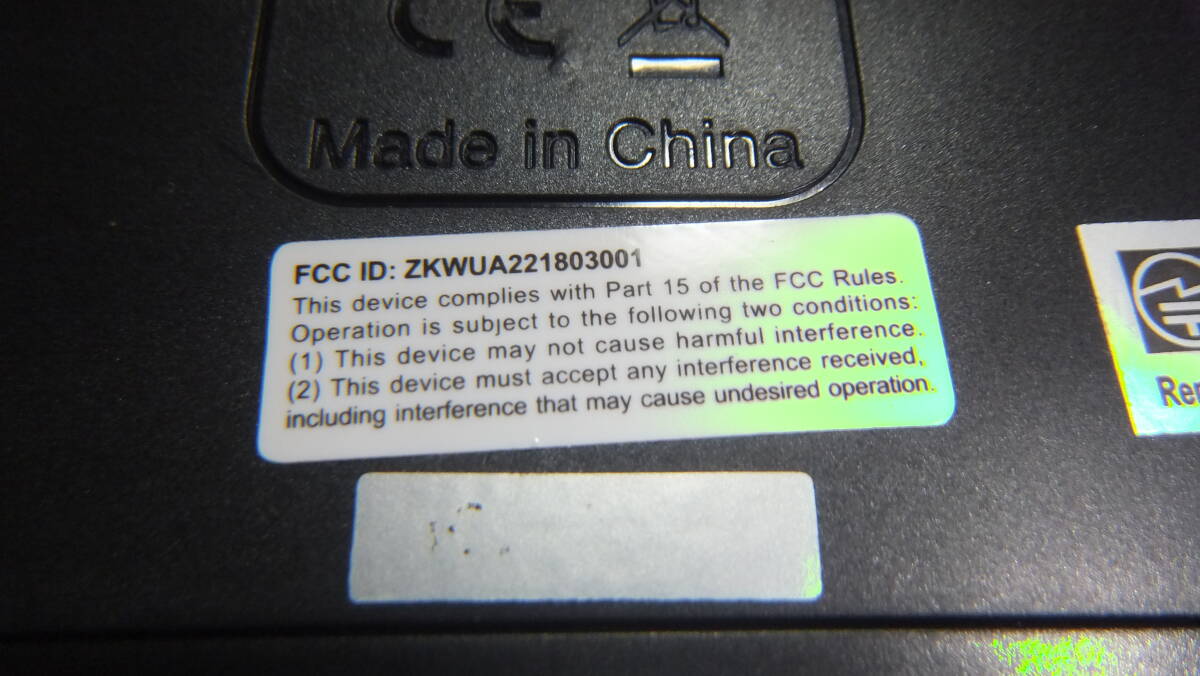 CE
Made in China
FCC ID: ZKWUA221803001
This device complies with Part 15 of the FCC Rules.
Operation is subject to the following two conditions:
(1) This device may not cause harmful interference.
(2) This device must accept any interference received,
including interference that may cause undesired operation.